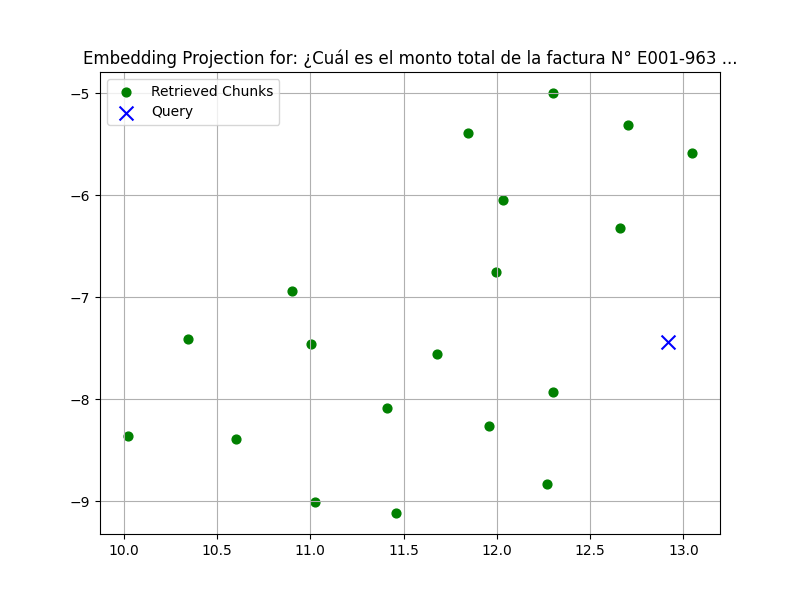 Embedding Projection for: ¿Cuál es el monto total de la factura N° E001-963 ...
Retrieved Chunks
Query
−5
−6
−7
−8
−9
10.0 10.5 11.0 11.5 12.0 12.5 13.0